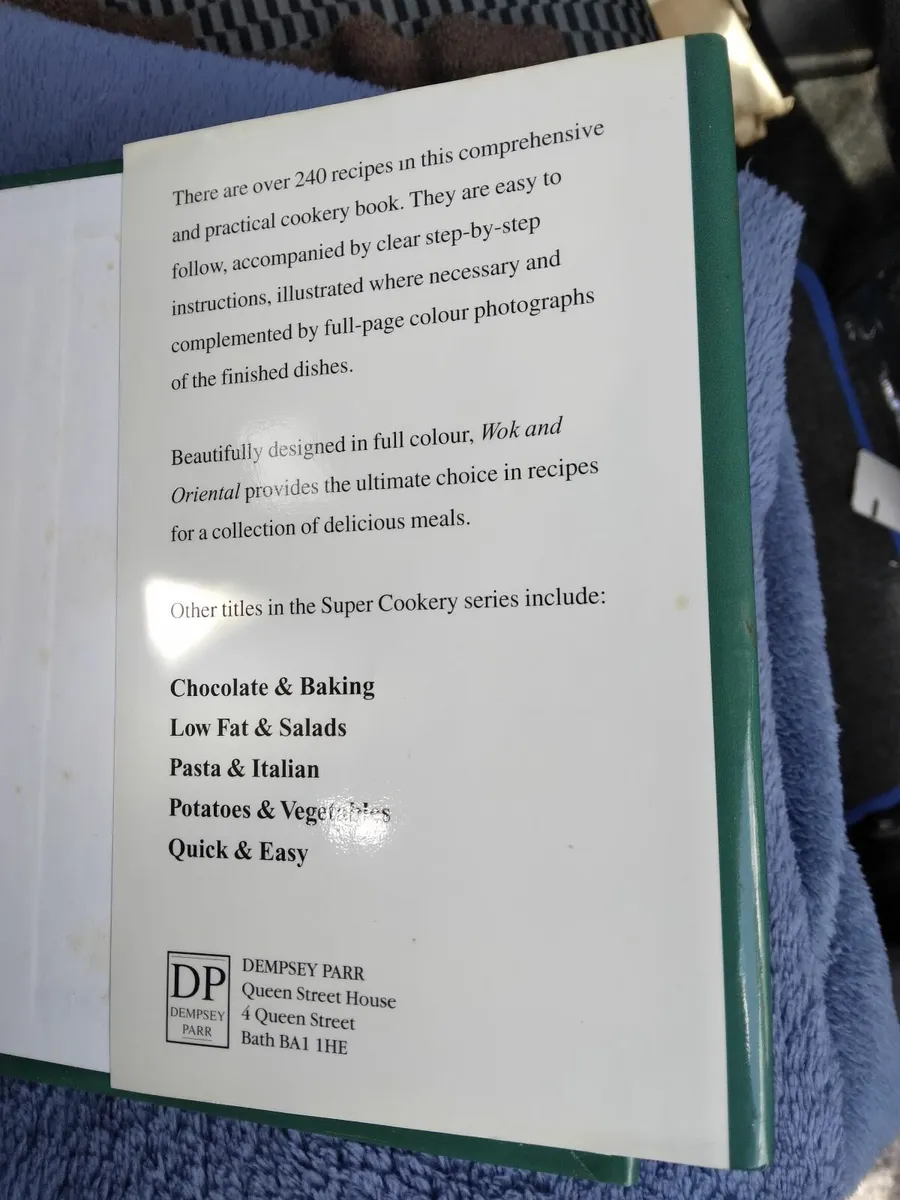 There are over 240 recipes in this comprehensive
and practical cookery book. They are easy to
follow, accompanied by clear step-by-step
instructions, illustrated where necessary and
complemented by full-page colour photographs
of the finished dishes.
Beautifully designed in full colour, Wok and
Oriental provides the ultimate choice in recipes
for a collection of delicious meals.
Other titles in the Super Cookery series include:
Chocolate & Baking
Low Fat & Salads
Pasta & Italian
Potatoes & Vegetables
Quick & Easy
DP
DEMPSEY
PARR
DEMPSEY PARR
Queen Street House
4 Queen Street
Bath BA1 1HE